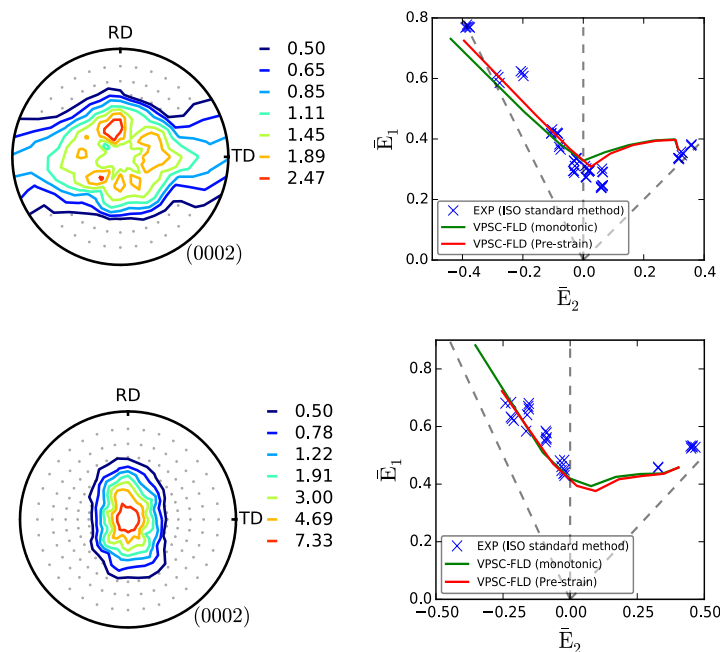 RD
TD
(0002)
0.50
0.65
0.85
1.11
1.45
1.89
2.47
0.8
0.6
0.4
0.2
0.0
Ē₁
EXP (ISO standard method)
VPSC-FLD (monotonic)
VPSC-FLD (Pre-strain)
−0.4 −0.2 0.0 0.2 0.4
Ē₂
RD
TD
(0002)
0.50
0.78
1.22
1.91
3.00
4.69
7.33
0.8
0.6
0.4
0.2
0.0
Ē₁
EXP (ISO standard method)
VPSC-FLD (monotonic)
VPSC-FLD (Pre-strain)
−0.50 −0.25 0.00 0.25 0.50
Ē₂